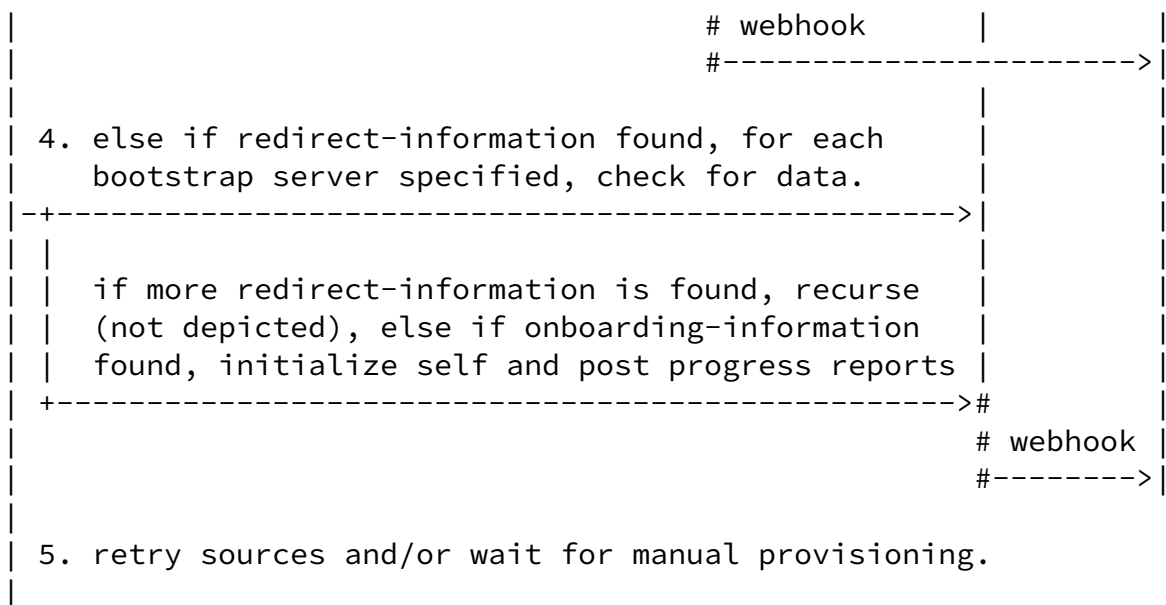 |                                      # webhook      |         |
|                                      #----------------------->|
|                                                     |         |
| 4. else if redirect-information found, for each     |         |
|    bootstrap server specified, check for data.      |         |
|-+-------------------------------------------------->|         |
| |                                                   |         |
| |  if more redirect-information is found, recurse   |         |
| |  (not depicted), else if onboarding-information   |         |
| |  found, initialize self and post progress reports |         |
| +-------------------------------------------------->#         |
|                                                     # webhook |
|                                                     #-------->|
|
| 5. retry sources and/or wait for manual provisioning.
|